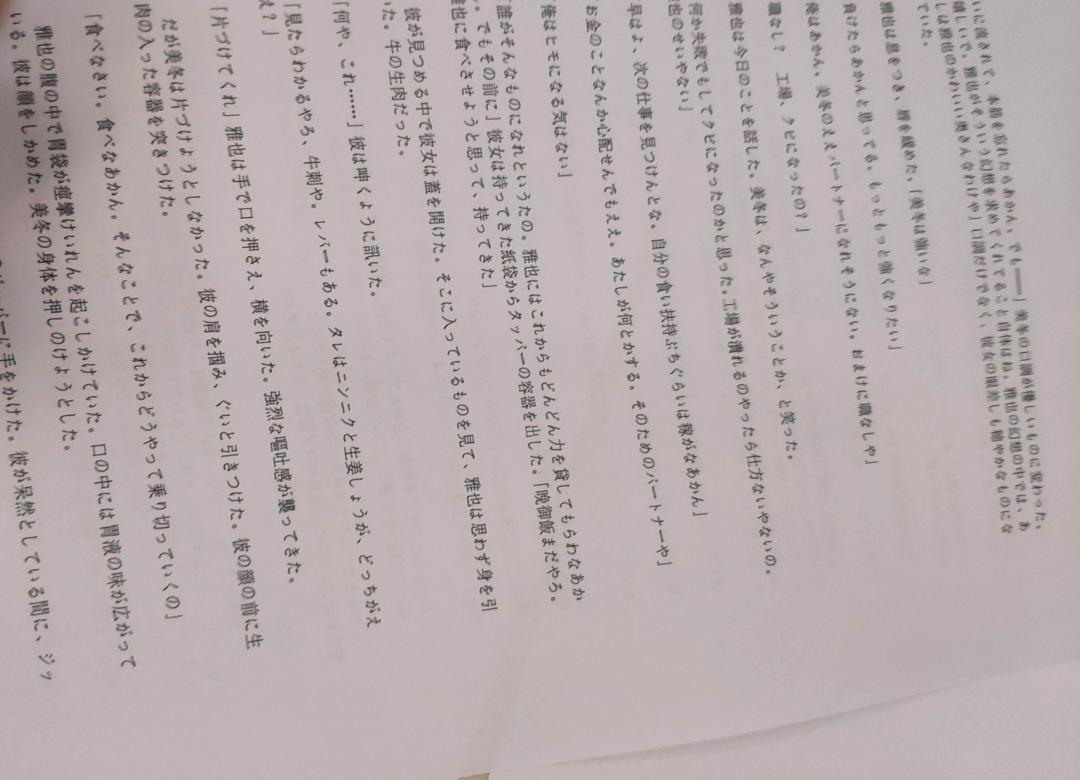 いに流されて、本筋を忘れたらあかん。でも――」美冬の口調が優しいものに変わった。
嬉しいで。雅也がそういう幻想を求めてくれてること自体はね。雅也の幻想の中では、あ
しは雅也のかわいい奥さんなわけや」口調だけでなく、彼女の眼差しも穏やかなものにな
ていた。
雅也は息をつき、唇を緩めた。「美冬は強いな」
負けたらあかんと思ってる。もっともっと強くなりたい」
俺はあかん。美冬のええパートナーになれそうにない。おまけに職なしや」
職なし？　工場、クビになったの？」
雅也は今日のことを話した。美冬は、なんやそういうことか、と笑った。
何か失敗でもしてクビになったのかと思った。工場が潰れるのやったら仕方ないやないの。
也のせいやない」
早よ、次の仕事を見つけんとな。自分の食い扶持ぶちぐらいは稼がなあかん」
お金のことなんか心配せんでもええ。あたしが何とかする。そのためのパートナーや」
俺はヒモになる気はない」
誰がそんなものになれというたの。雅也にはこれからもどんどん力を貸してもらわなあか
。でもその前に」彼女は持ってきた紙袋からタッパーの容器を出した。「晩御飯まだやろ。
雅也に食べさせようと思って、持ってきた」
彼が見つめる中で彼女は蓋を開けた。そこに入っているものを見て、雅也は思わず身を引
いた。牛の生肉だった。
「何や、これ……」彼は呻くように訊いた。
「見たらわかるやろ、牛刺や。レバーもある。タレはニンニクと生姜しょうが、どっちがえ
え？」
「片づけてくれ」雅也は手で口を押さえ、横を向いた。強烈な嘔吐感が襲ってきた。
だが美冬は片づけようとしなかった。彼の肩を掴み、ぐいと引きつけた。彼の顔の前に生
肉の入った容器を突きつけた。
「食べなさい。食べなあかん。そんなことで、これからどうやって乗り切っていくの」
雅也の腹の中で胃袋が痙攣けいれんを起こしかけていた。口の中には胃液の味が広がって
いる。彼は顔をしかめた。美冬の身体を押しのけようとした。
バーに手をかけた。彼が呆然としている間に、ジッ